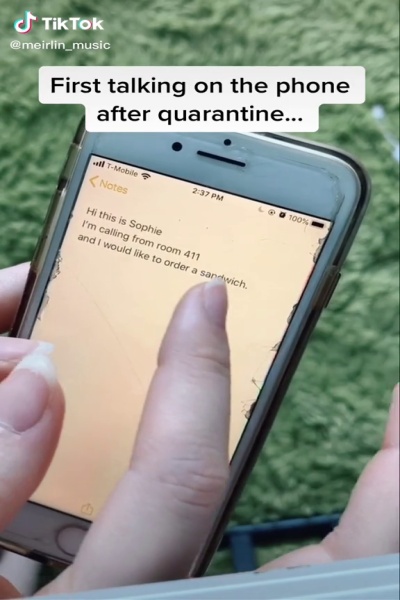 TikTok
@meirlin_music
First talking on the phone
after quarantine...
T-Mobile
2:37 PM
100%
Notes
Hi this is Sophie
I'm calling from room 411
and I would like to order a sandwich.